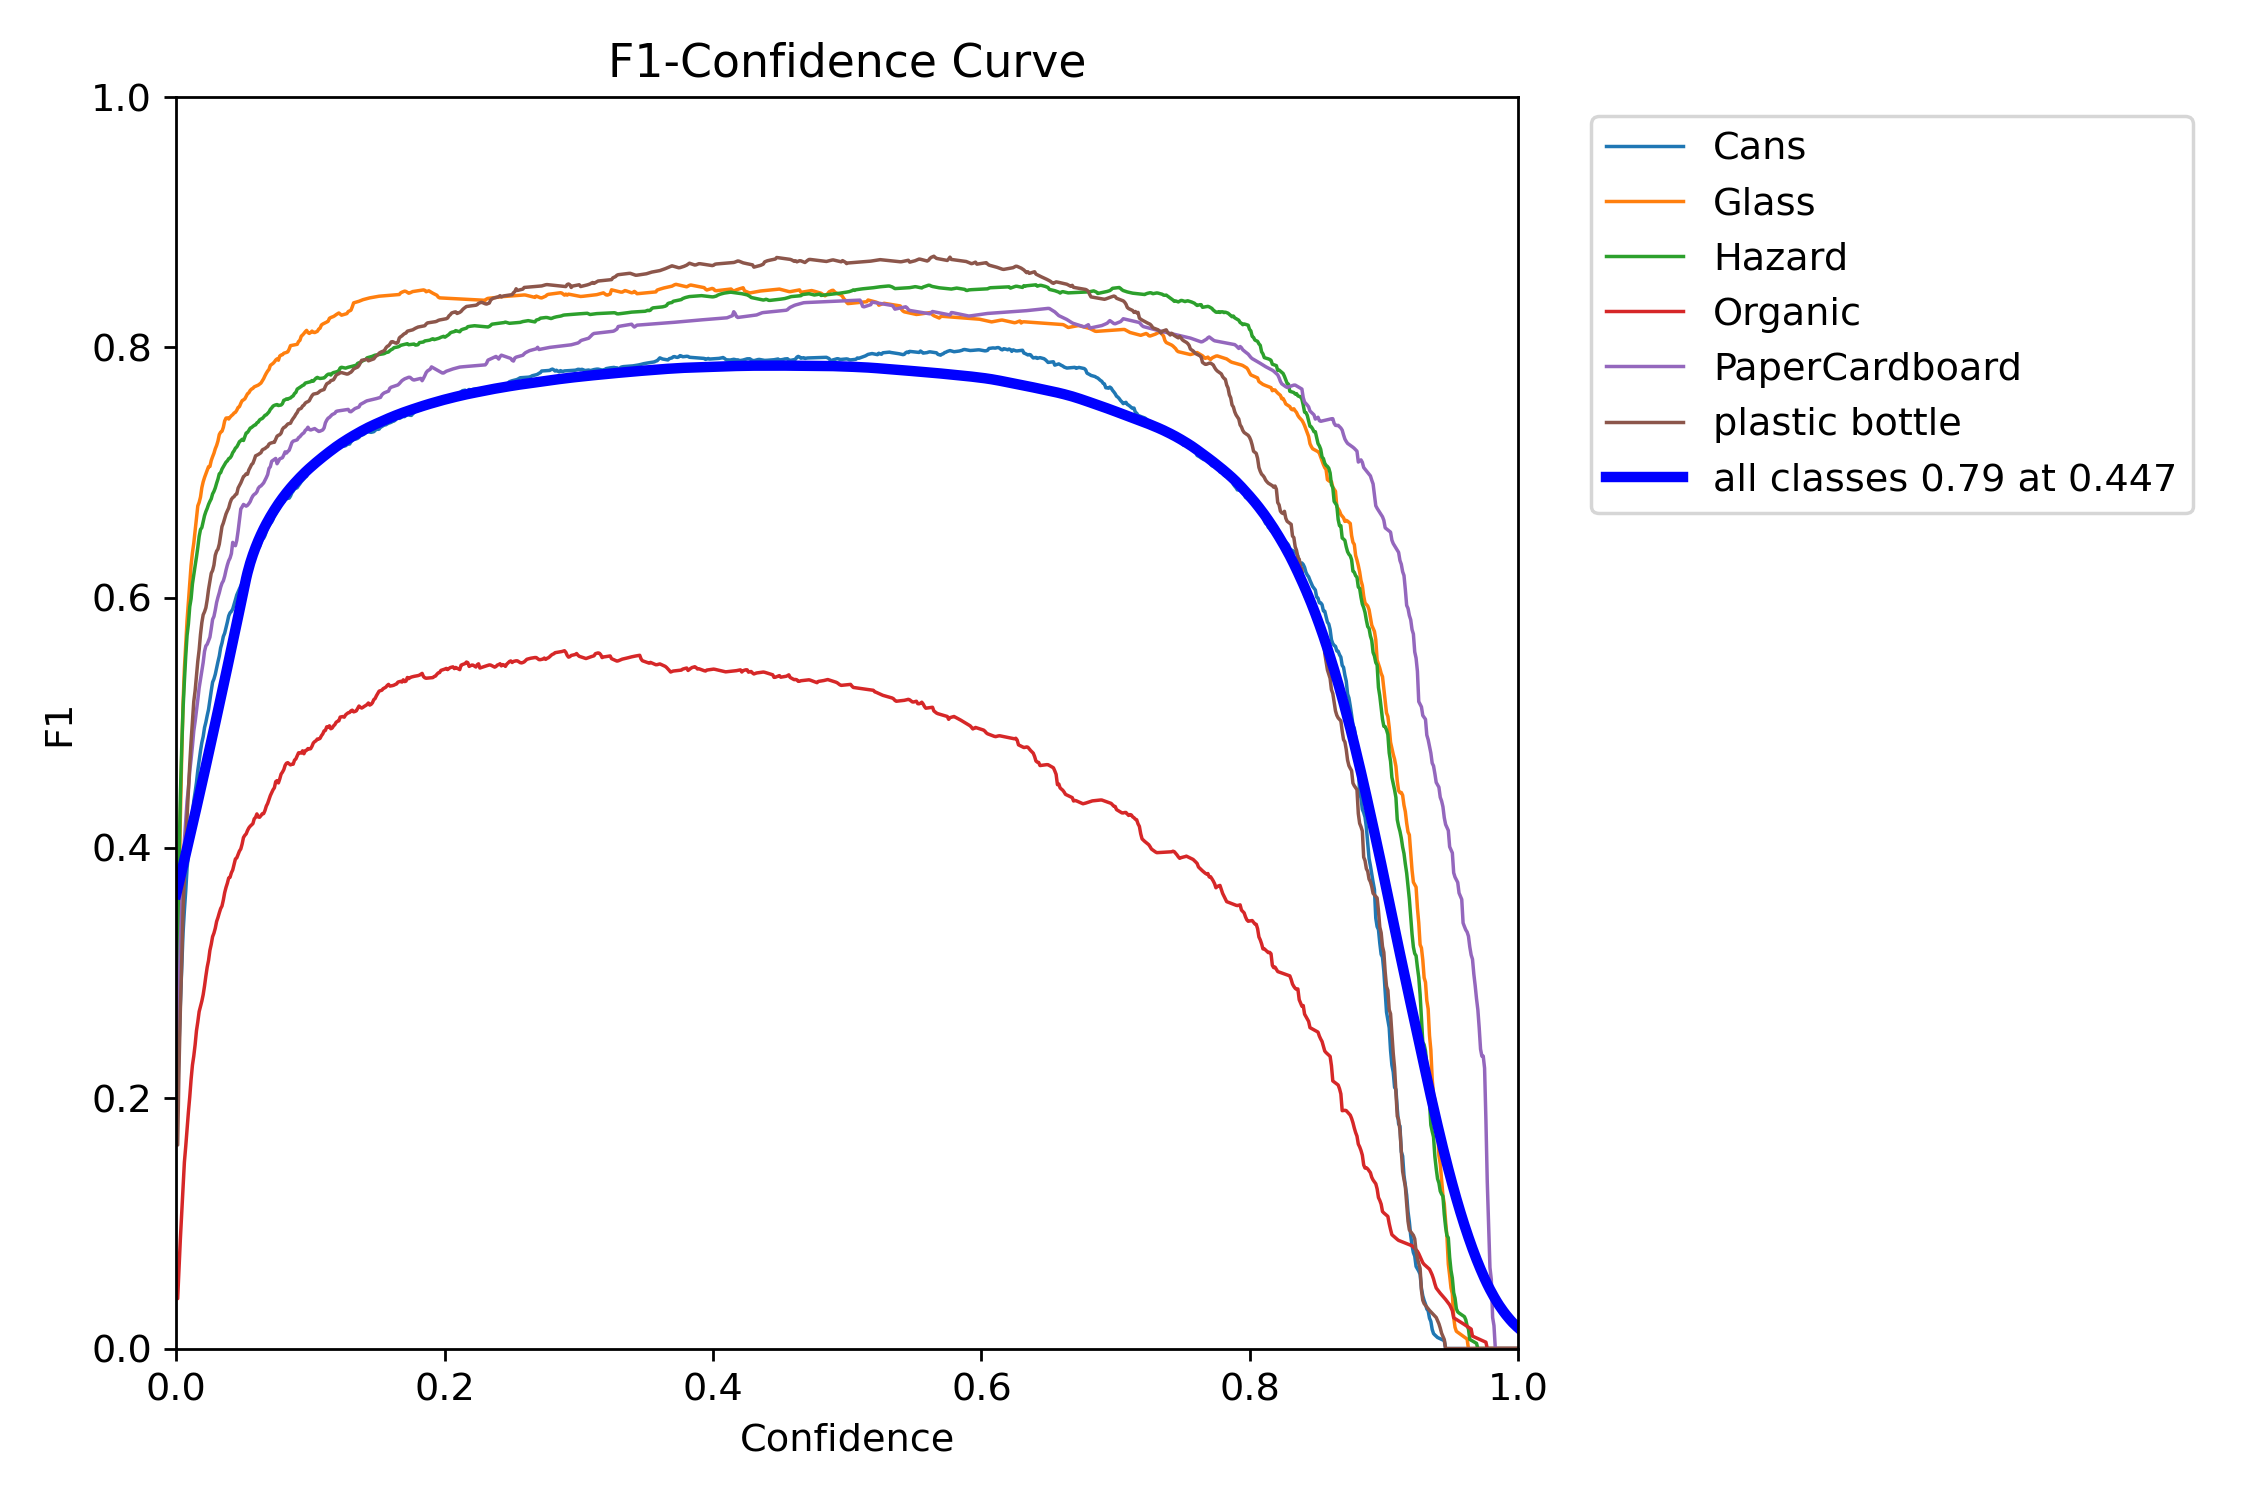 F1-Confidence Curve
1.0
0.8
0.6
0.4
0.2
0.0
F1
0.0 0.2 0.4 0.6 0.8 1.0
Confidence
Cans
Glass
Hazard
Organic
PaperCardboard
plastic bottle
all classes 0.79 at 0.447